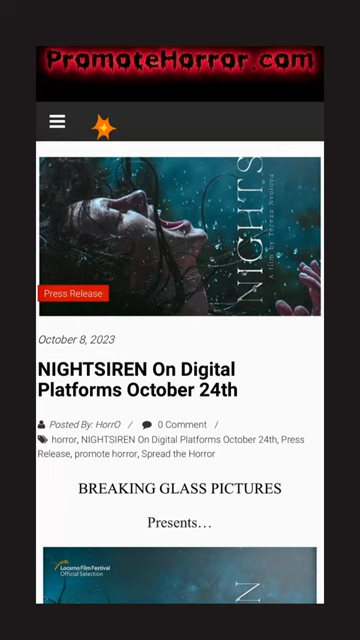 PromoteHorror.com
NIGHTS
A film by Tereza Nvotová
Press Release
October 8, 2023
NIGHTSIREN On Digital
Platforms October 24th
Posted By: HorrO / 0 Comment /
horror, NIGHTSIREN On Digital Platforms October 24th, Press
Release, promote horror, Spread the Horror
BREAKING GLASS PICTURES
Presents…
Locarno Film Festival
Official Selection
N